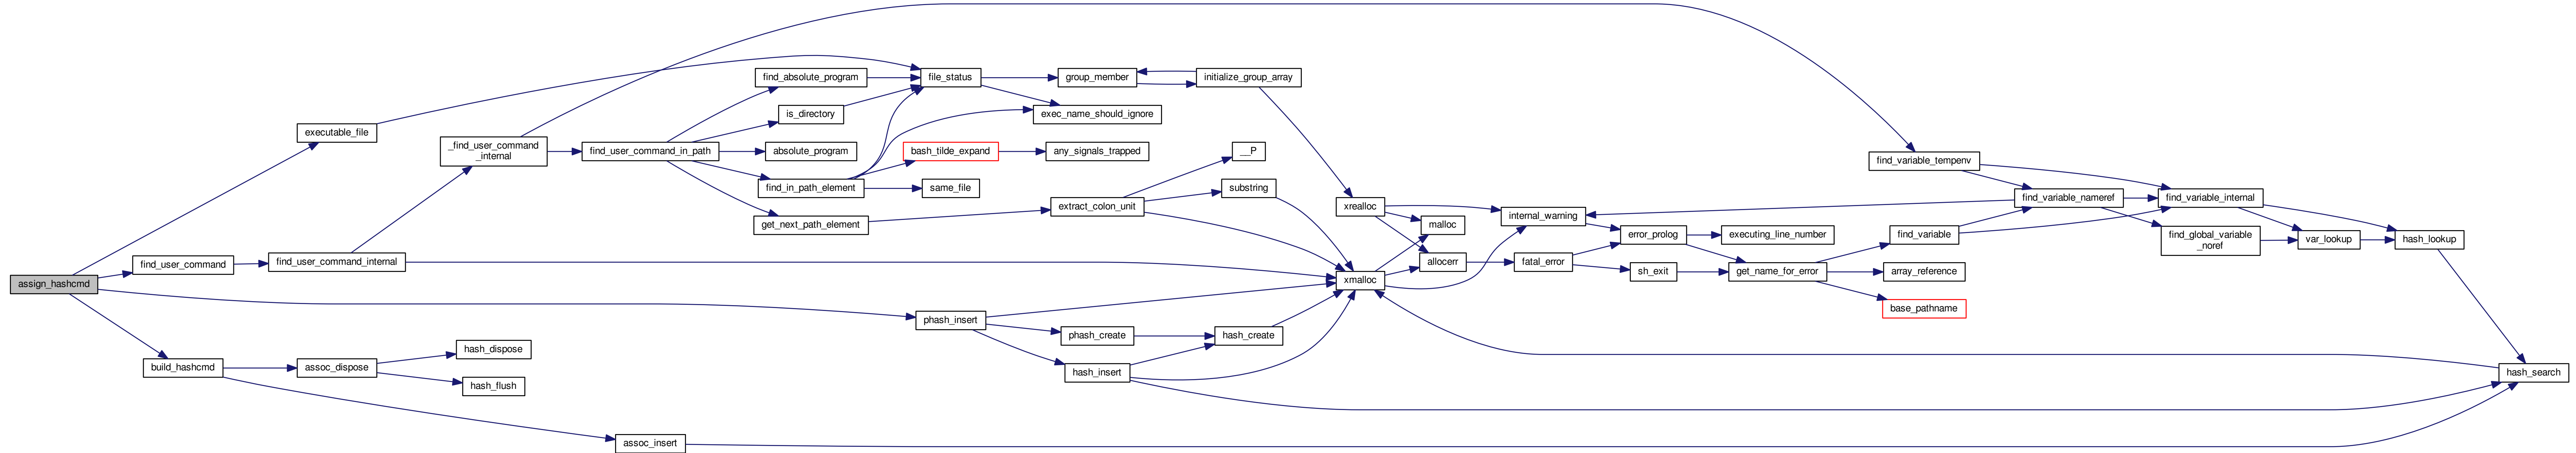 assign_hashcmd
executable_file
find_user_command
build_hashcmd
find_user_command_internal
assoc_dispose
_find_user_command
_internal
hash_dispose
hash_flush
assoc_insert
find_user_command_in_path
find_absolute_program
is_directory
absolute_program
find_in_path_element
get_next_path_element
file_status
bash_tilde_expand
same_file
phash_insert
group_member
exec_name_should_ignore
any_signals_trapped
extract_colon_unit
phash_create
hash_insert
initialize_group_array
__P
substring
hash_create
xrealloc
xmalloc
malloc
allocerr
internal_warning
fatal_error
error_prolog
sh_exit
executing_line_number
get_name_for_error
find_variable_tempenv
find_variable
array_reference
base_pathname
find_variable_nameref
find_variable_internal
find_global_variable
_noref
var_lookup
hash_lookup
hash_search